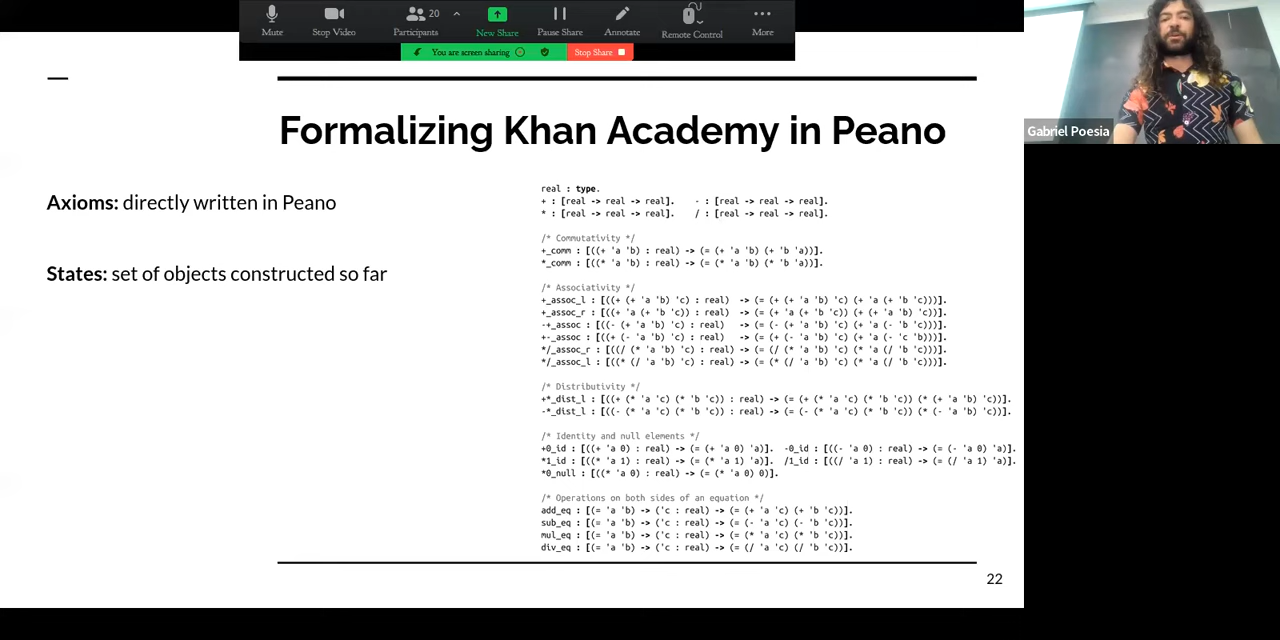 Mute
Stop Video
Participants
20
New Share
Pause Share
Annotate
Remote Control
More
You are screen sharing
Stop Share
Gabriel Poesia
Formalizing Khan Academy in Peano
Axioms: directly written in Peano
States: set of objects constructed so far
real : type.
+ : [real -> real -> real].    - : [real -> real -> real].
* : [real -> real -> real].    / : [real -> real -> real].
/* Commutativity */
+_comm : [((+ 'a 'b) : real) -> (= (+ 'a 'b) (+ 'b 'a))].
*_comm : [((* 'a 'b) : real) -> (= (* 'a 'b) (* 'b 'a))].
/* Associativity */
+_assoc_l : [((+ (+ 'a 'b) 'c) : real)  -> (= (+ (+ 'a 'b) 'c) (+ 'a (+ 'b 'c)))].
+_assoc_r : [((+ 'a (+ 'b 'c)) : real)  -> (= (+ 'a (+ 'b 'c)) (+ (+ 'a 'b) 'c))].
-+_assoc : [((- (+ 'a 'b) 'c) : real)   -> (= (- (+ 'a 'b) 'c) (+ 'a (- 'b 'c)))].
+-_assoc : [((+ (- 'a 'b) 'c) : real)   -> (= (+ (- 'a 'b) 'c) (+ 'a (- 'c 'b)))].
*/_assoc_r : [((/ (* 'a 'b) 'c) : real) -> (= (/ (* 'a 'b) 'c) (* 'a (/ 'b 'c)))].
*/_assoc_l : [((* (/ 'a 'b) 'c) : real) -> (= (* (/ 'a 'b) 'c) (* 'a (/ 'b 'c)))].
/* Distributivity */
+*_dist_l : [((+ (* 'a 'c) (* 'b 'c)) : real) -> (= (+ (* 'a 'c) (* 'b 'c)) (* (+ 'a 'b) 'c))].
-*_dist_l : [((- (* 'a 'c) (* 'b 'c)) : real) -> (= (- (* 'a 'c) (* 'b 'c)) (* (- 'a 'b) 'c))].
/* Identity and null elements */
+0_id : [((+ 'a 0) : real) -> (= (+ 'a 0) 'a)].  -0_id : [((- 'a 0) : real) -> (= (- 'a 0) 'a)].
*1_id : [((* 'a 1) : real) -> (= (* 'a 1) 'a)].  /1_id : [((/ 'a 1) : real) -> (= (/ 'a 1) 'a)].
*0_null : [((* 'a 0) : real) -> (= (* 'a 0) 0)].
/* Operations on both sides of an equation */
add_eq : [(= 'a 'b) -> ('c : real) -> (= (+ 'a 'c) (+ 'b 'c))].
sub_eq : [(= 'a 'b) -> ('c : real) -> (= (- 'a 'c) (- 'b 'c))].
mul_eq : [(= 'a 'b) -> ('c : real) -> (= (* 'a 'c) (* 'b 'c))].
div_eq : [(= 'a 'b) -> ('c : real) -> (= (/ 'a 'c) (/ 'b 'c))].
22